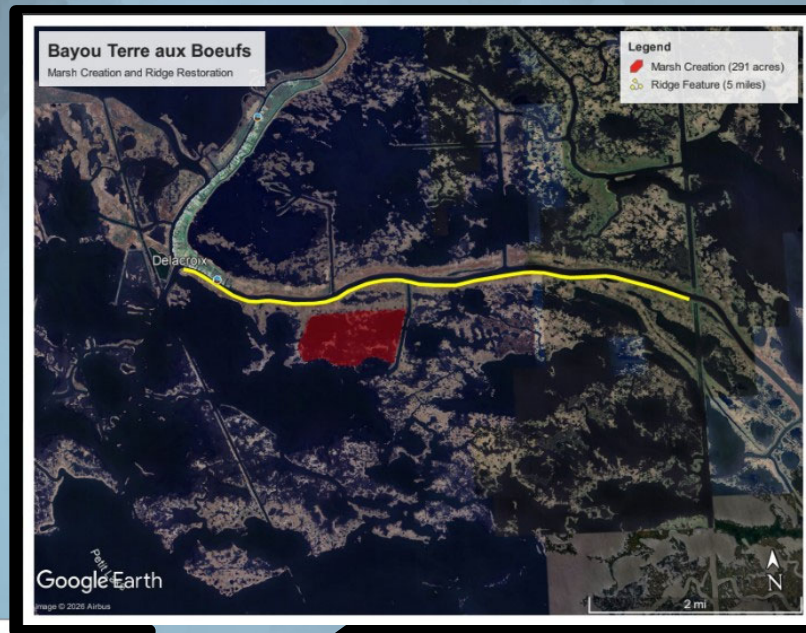 Bayou Terre aux Boeufs
Marsh Creation and Ridge Restoration
Legend
Marsh Creation (291 acres)
Ridge Feature (5 miles)
Delacroix
Google Earth
Image © 2026 Airbus
N
2 mi